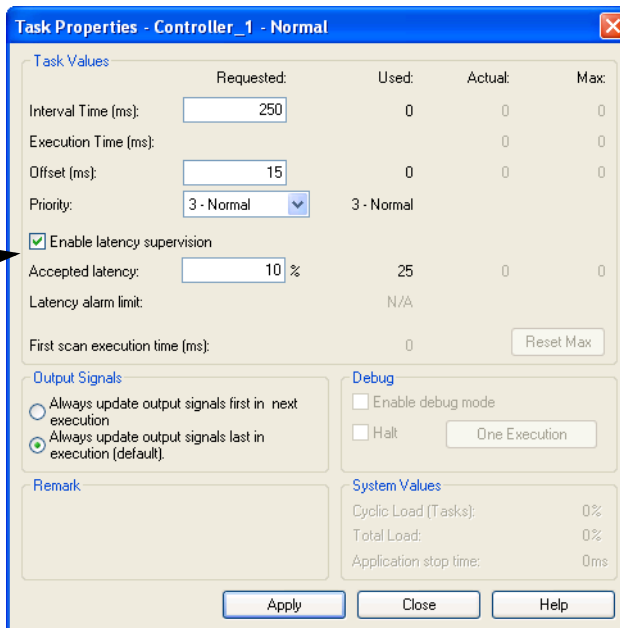 Task Properties - Controller_1 - Normal
Task Values
Requested: Used: Actual: Max:
Interval Time (ms): 250 0 0 0
Execution Time (ms): 0 0
Offset (ms): 15 0 0 0
Priority: 3 - Normal 3 - Normal
Enable latency supervision
Accepted latency: 10 % 25 0 0
Latency alarm limit: N/A
First scan execution time (ms): 0 Reset Max
Output Signals
Always update output signals first in next
execution
Always update output signals last in
execution (default).
Debug
Enable debug mode
Halt One Execution
Remark
System Values
Cyclic Load (Tasks): 0%
Total Load: 0%
Application stop time: 0ms
Apply Close Help